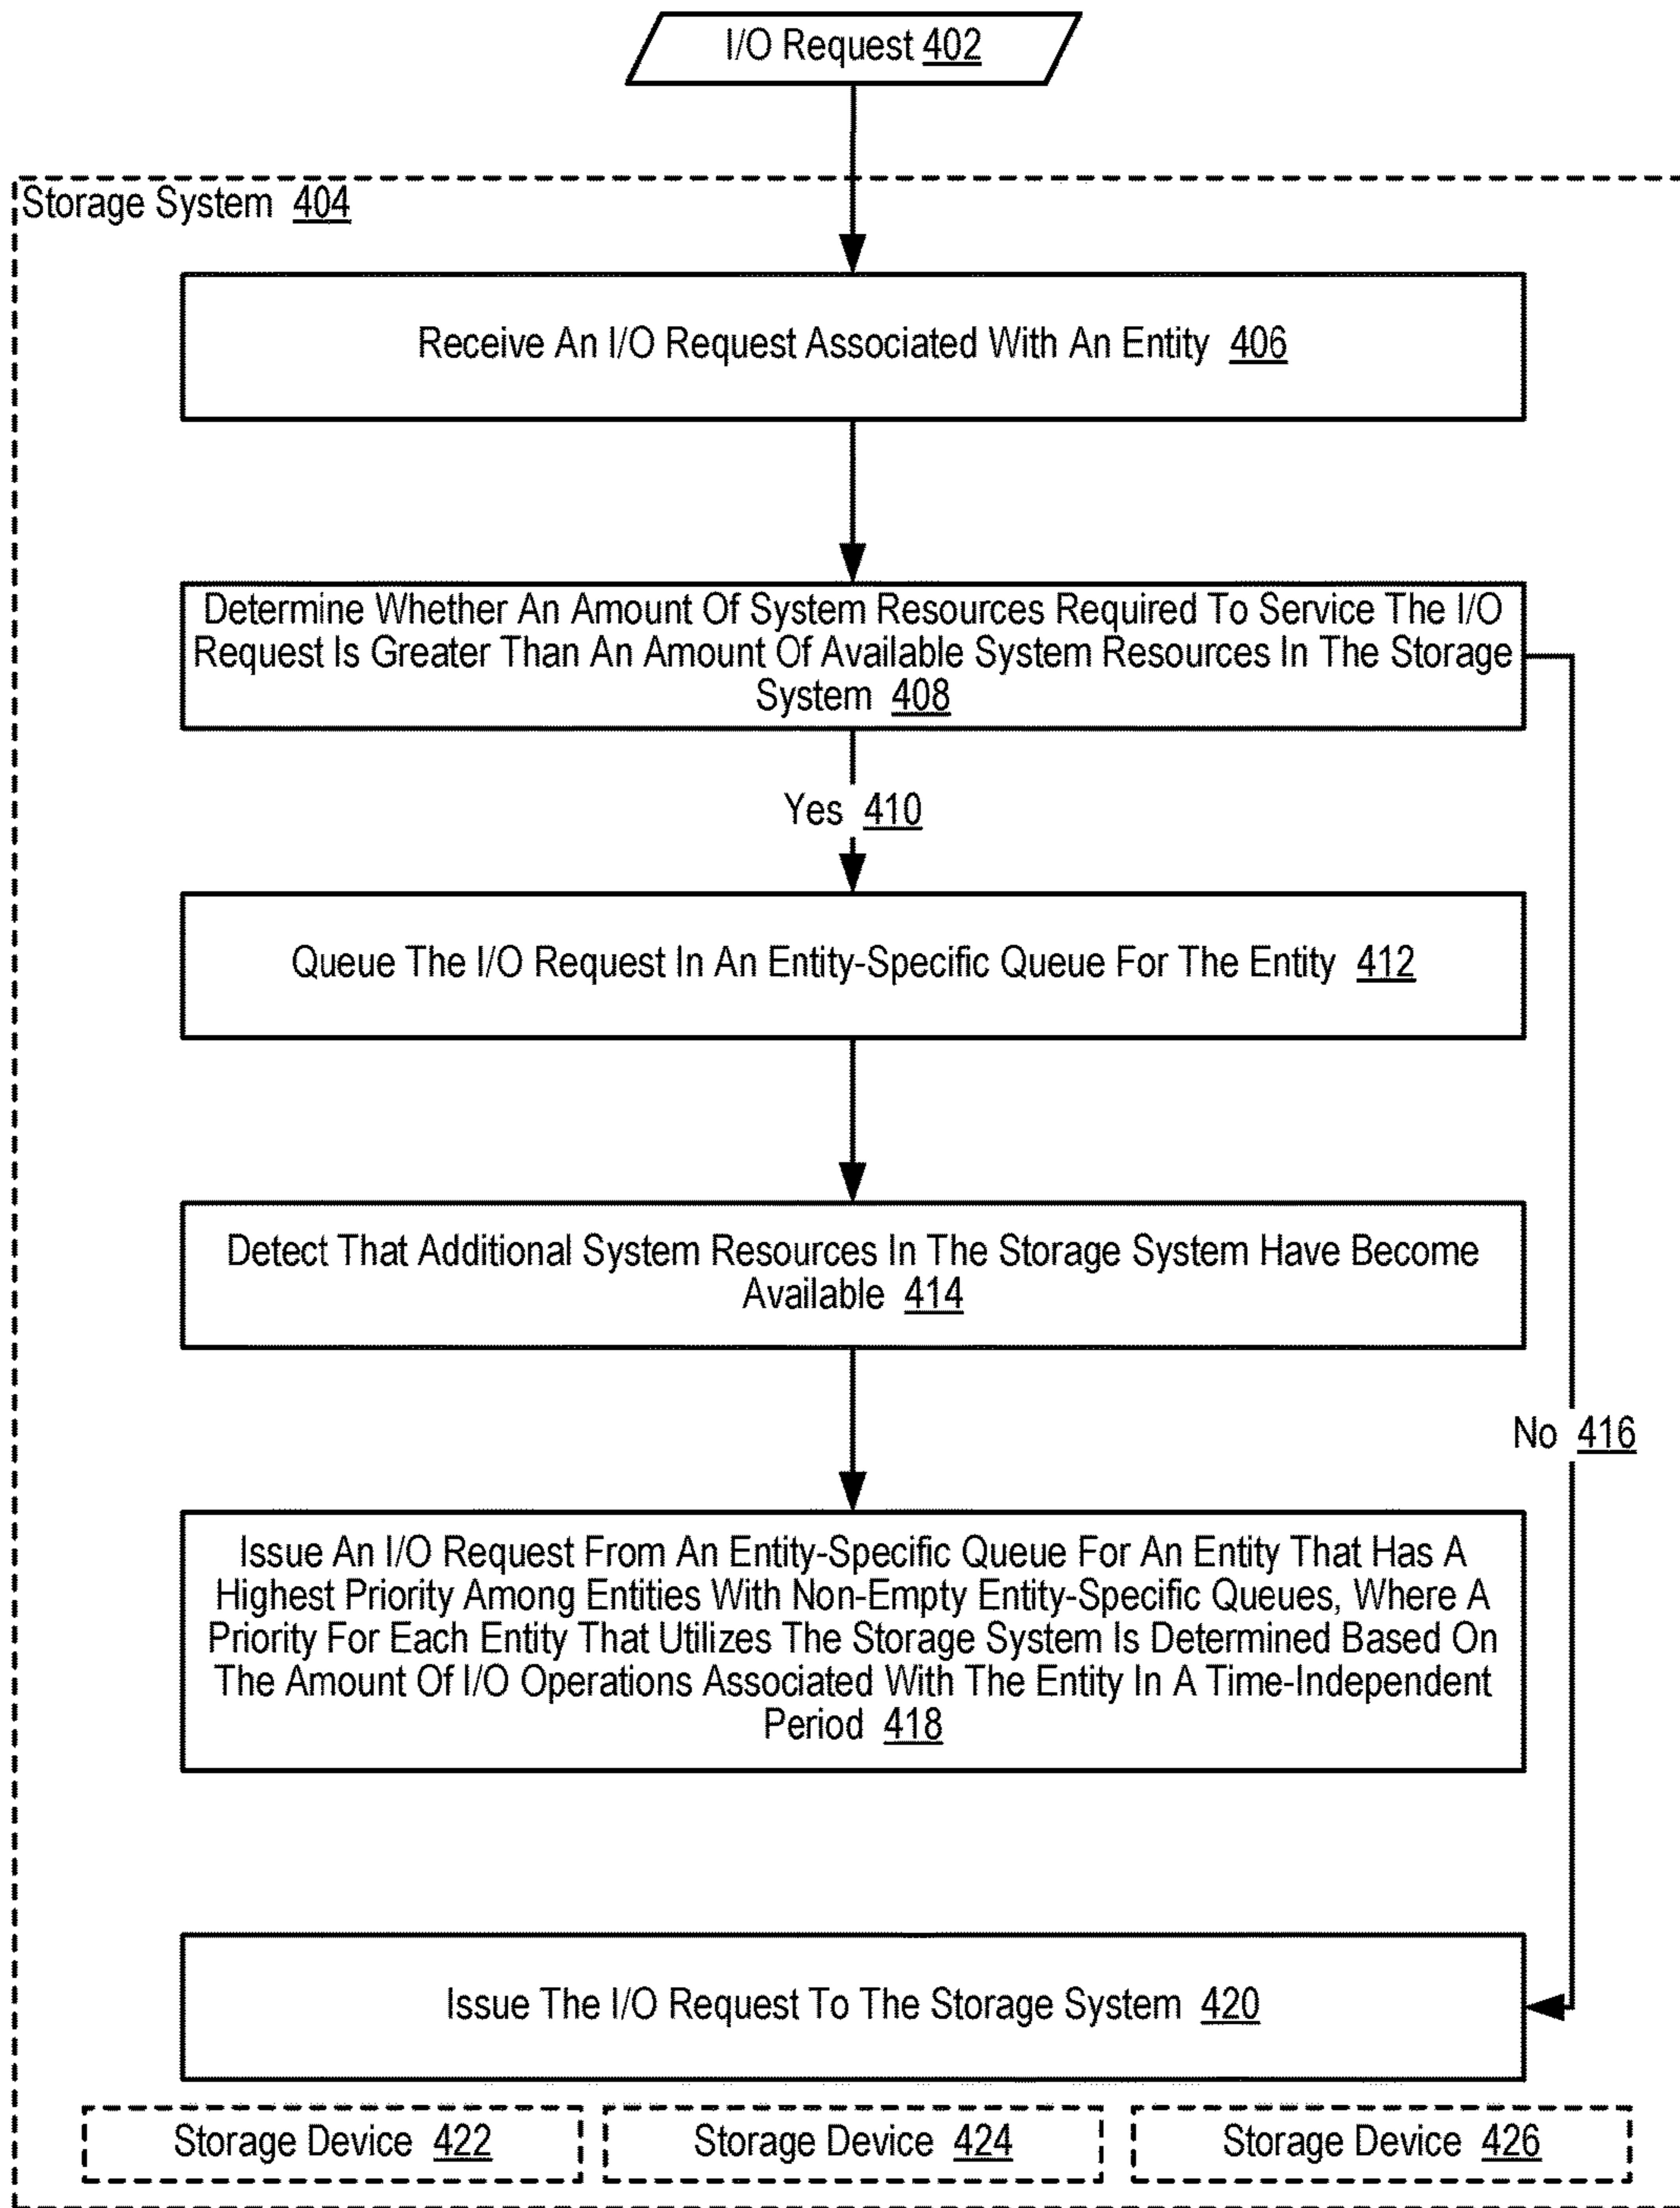 I/O Request 402
Storage System 404
Receive An I/O Request Associated With An Entity 406
Determine Whether An Amount Of System Resources Required To Service The I/O
Request Is Greater Than An Amount Of Available System Resources In The Storage
System 408
Yes 410
Queue The I/O Request In An Entity-Specific Queue For The Entity 412
Detect That Additional System Resources In The Storage System Have Become
Available 414
No 416
Issue An I/O Request From An Entity-Specific Queue For An Entity That Has A
Highest Priority Among Entities With Non-Empty Entity-Specific Queues, Where A
Priority For Each Entity That Utilizes The Storage System Is Determined Based On
The Amount Of I/O Operations Associated With The Entity In A Time-Independent
Period 418
Issue The I/O Request To The Storage System 420
Storage Device 422
Storage Device 424
Storage Device 426